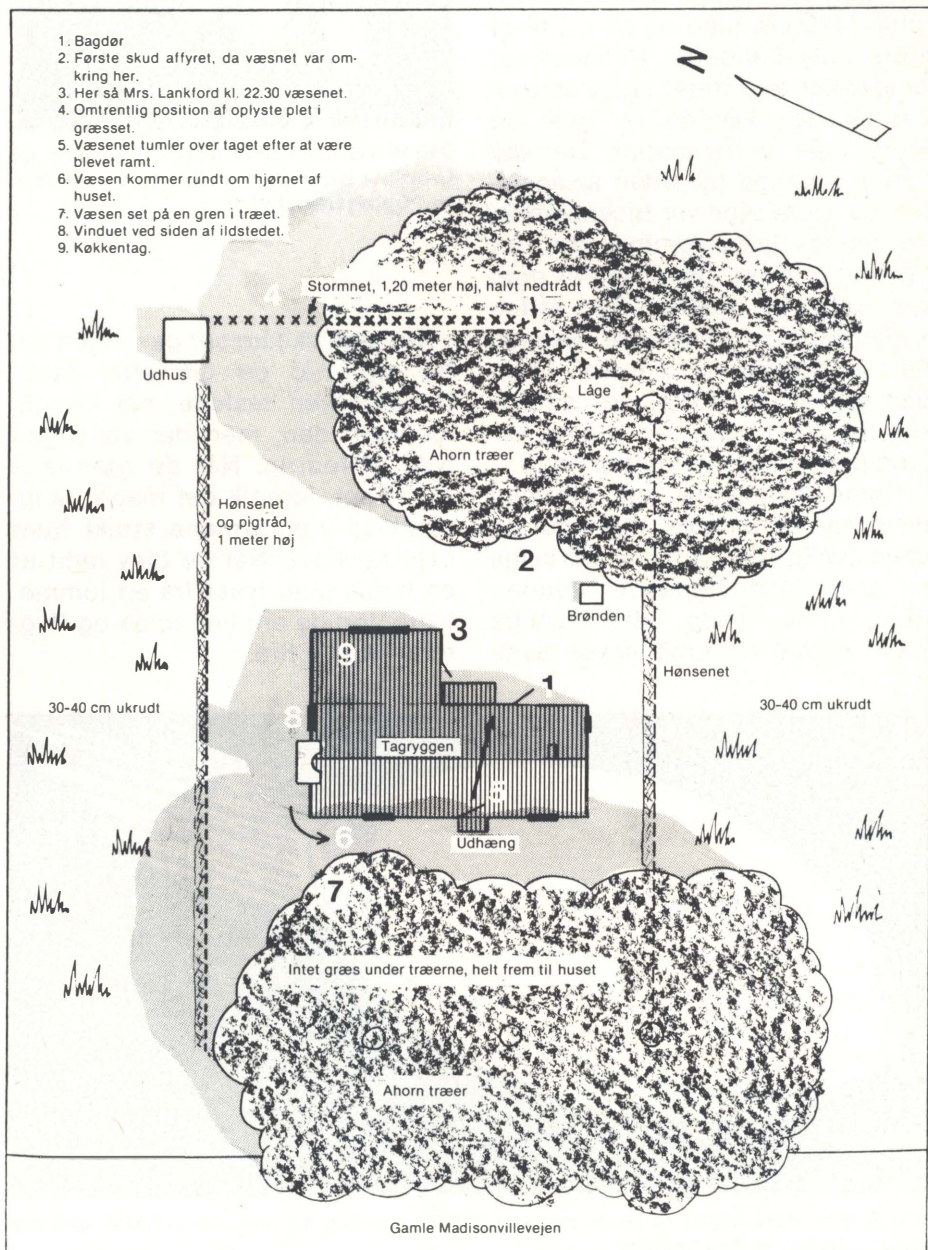 1. Bagdør
2. Første skud affyret, da væsnet var om-
kring her.
3. Her så Mrs. Lankford kl. 22.30 væsenet.
4. Omtrentlig position af oplyste plet i
græsset.
5. Væsenet tumler over taget efter at være
blevet ramt.
6. Væsen kommer rundt om hjørnet af
huset.
7. Væsen set på en gren i træet.
8. Vinduet ved siden af ildstedet.
9. Køkkentag.
N
4
Stormnet, 1,20 meter høj, halvt nedtrådt
Udhus
Låge
Ahorn træer
Hønsenet
og pigtråd,
1 meter høj
2
Brønden
3
9
1
Hønsenet
30-40 cm ukrudt
30-40 cm ukrudt
8
Tagryggen
5
6
Udhæng
7
Intet græs under træerne, helt frem til huset
Ahorn træer
Gamle Madisonvillevejen